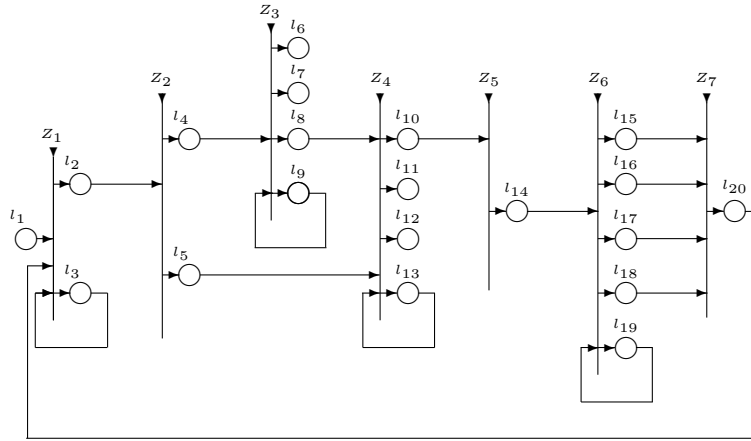 Z₃
l₆
Z₂
Z₄
Z₅
Z₆
Z₇
l₇
Z₁
l₄
l₈
l₁₀
l₁₅
l₂
l₉
l₁₁
l₁₆
l₁
l₁₄
l₂₀
l₁₂
l₁₇
l₃
l₅
l₁₃
l₁₈
l₁₉